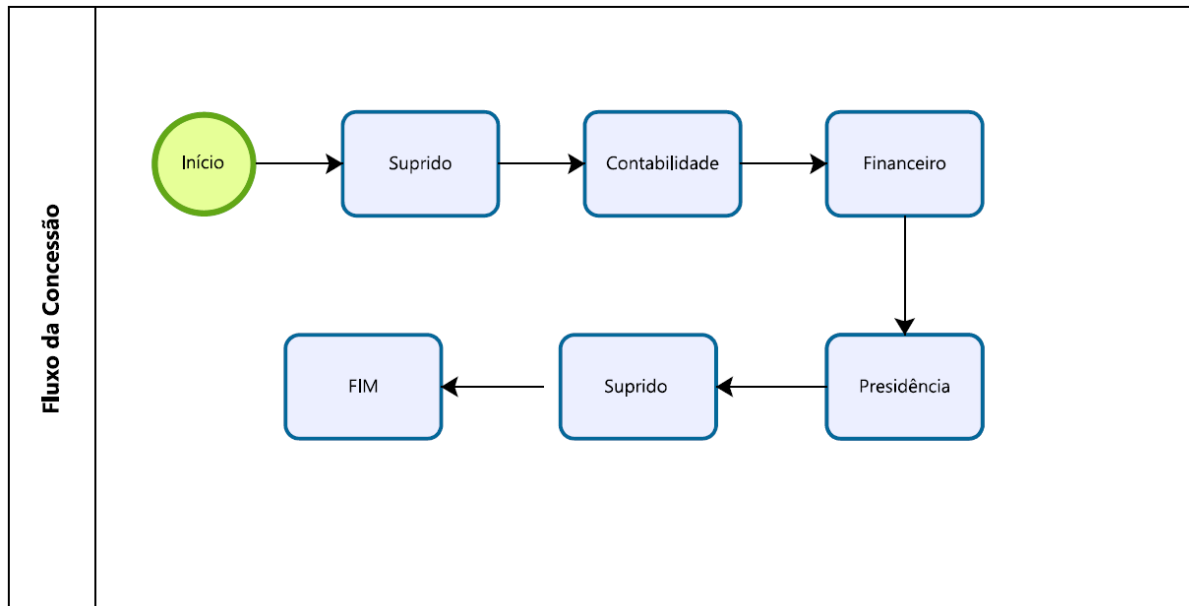 Fluxo da Concessão
Início
Suprido
Contabilidade
Financeiro
Presidência
Suprido
FIM